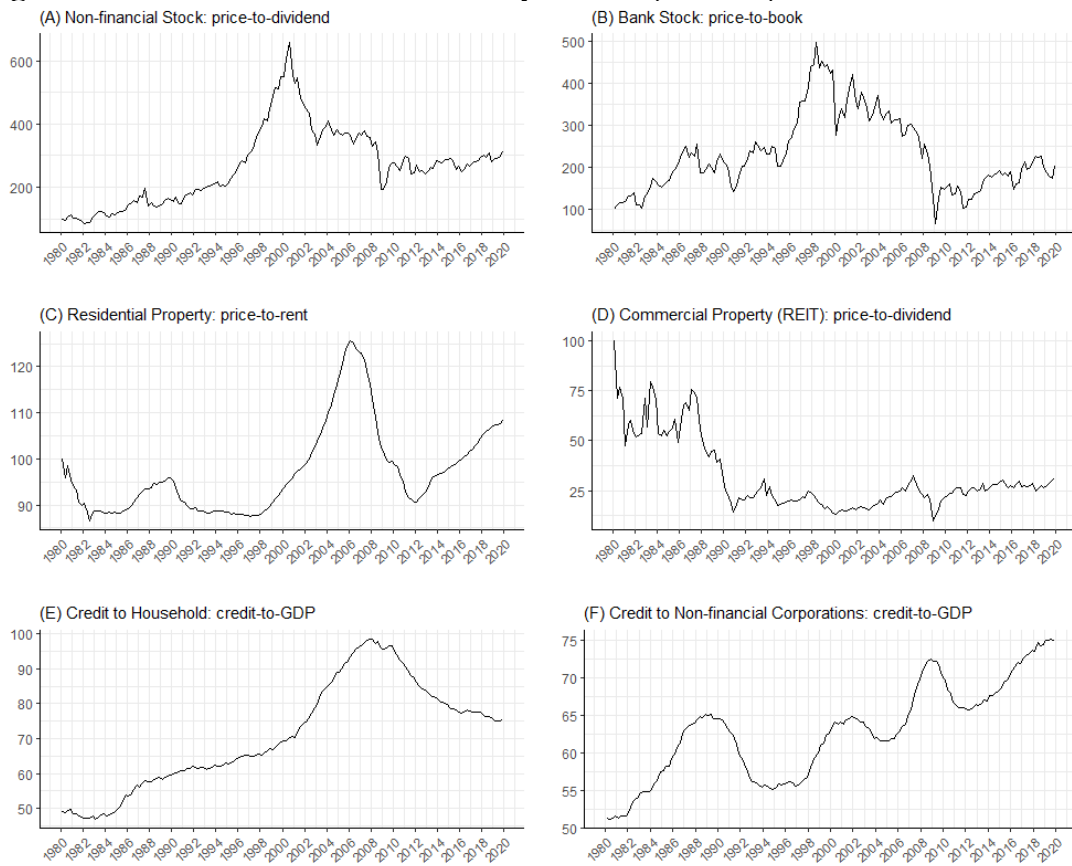 (A) Non-financial Stock: price-to-dividend
600
400
200
1980 1982 1984 1986 1988 1990 1992 1994 1996 1998 2000 2002 2004 2006 2008 2010 2012 2014 2016 2018 2020
(B) Bank Stock: price-to-book
500
400
300
200
100
1980 1982 1984 1986 1988 1990 1992 1994 1996 1998 2000 2002 2004 2006 2008 2010 2012 2014 2016 2018 2020
(C) Residential Property: price-to-rent
120
110
100
90
1980 1982 1984 1986 1988 1990 1992 1994 1996 1998 2000 2002 2004 2006 2008 2010 2012 2014 2016 2018 2020
(D) Commercial Property (REIT): price-to-dividend
100
75
50
25
1980 1982 1984 1986 1988 1990 1992 1994 1996 1998 2000 2002 2004 2006 2008 2010 2012 2014 2016 2018 2020
(E) Credit to Household: credit-to-GDP
100
90
80
70
60
50
1980 1982 1984 1986 1988 1990 1992 1994 1996 1998 2000 2002 2004 2006 2008 2010 2012 2014 2016 2018 2020
(F) Credit to Non-financial Corporations: credit-to-GDP
75
70
65
60
55
50
1980 1982 1984 1986 1988 1990 1992 1994 1996 1998 2000 2002 2004 2006 2008 2010 2012 2014 2016 2018 2020